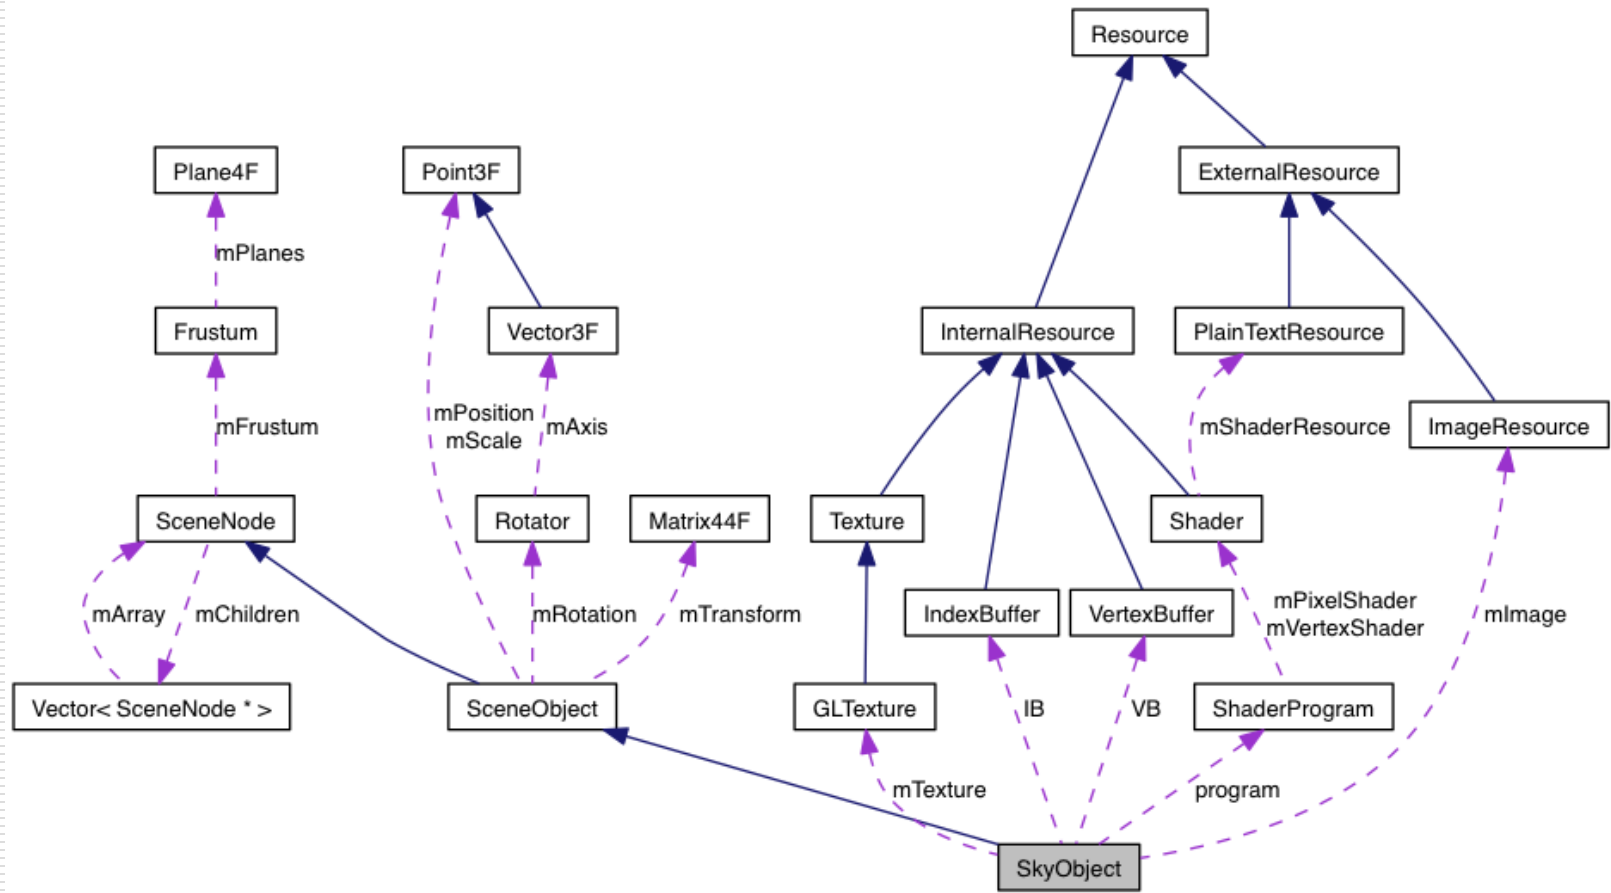 Resource
Plane4F
Point3F
ExternalResource
mPlanes
Frustum
Vector3F
InternalResource
PlainTextResource
mPosition
mScale
mFrustum
mAxis
mShaderResource
ImageResource
SceneNode
Rotator
Matrix44F
Texture
Shader
mArray
mChildren
mRotation
mTransform
IndexBuffer
VertexBuffer
mPixelShader
mVertexShader
mImage
Vector< SceneNode * >
SceneObject
GLTexture
IB
VB
ShaderProgram
mTexture
program
SkyObject